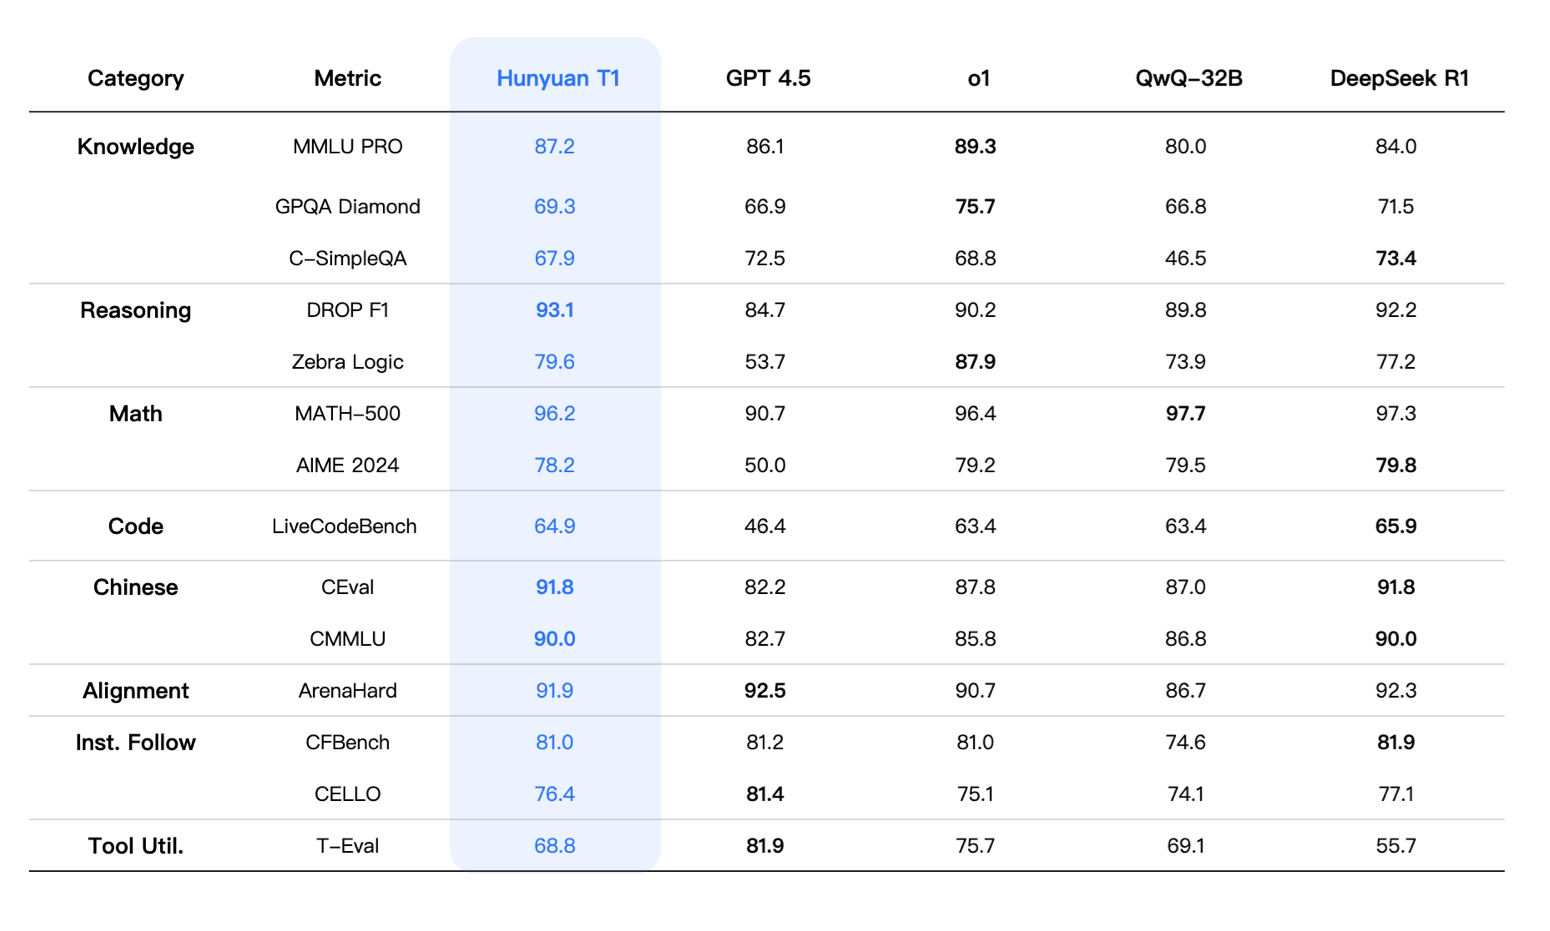 Category Metric Hunyuan T1 GPT 4.5 o1 QwQ-32B DeepSeek R1
Knowledge MMLU PRO 87.2 86.1 89.3 80.0 84.0
GPQA Diamond 69.3 66.9 75.7 66.8 71.5
C-SimpleQA 67.9 72.5 68.8 46.5 73.4
Reasoning DROP F1 93.1 84.7 90.2 89.8 92.2
Zebra Logic 79.6 53.7 87.9 73.9 77.2
Math MATH-500 96.2 90.7 96.4 97.7 97.3
AIME 2024 78.2 50.0 79.2 79.5 79.8
Code LiveCodeBench 64.9 46.4 63.4 63.4 65.9
Chinese CEval 91.8 82.2 87.8 87.0 91.8
CMMLU 90.0 82.7 85.8 86.8 90.0
Alignment ArenaHard 91.9 92.5 90.7 86.7 92.3
Inst. Follow CFBench 81.0 81.2 81.0 74.6 81.9
CELLO 76.4 81.4 75.1 74.1 77.1
Tool Util. T-Eval 68.8 81.9 75.7 69.1 55.7